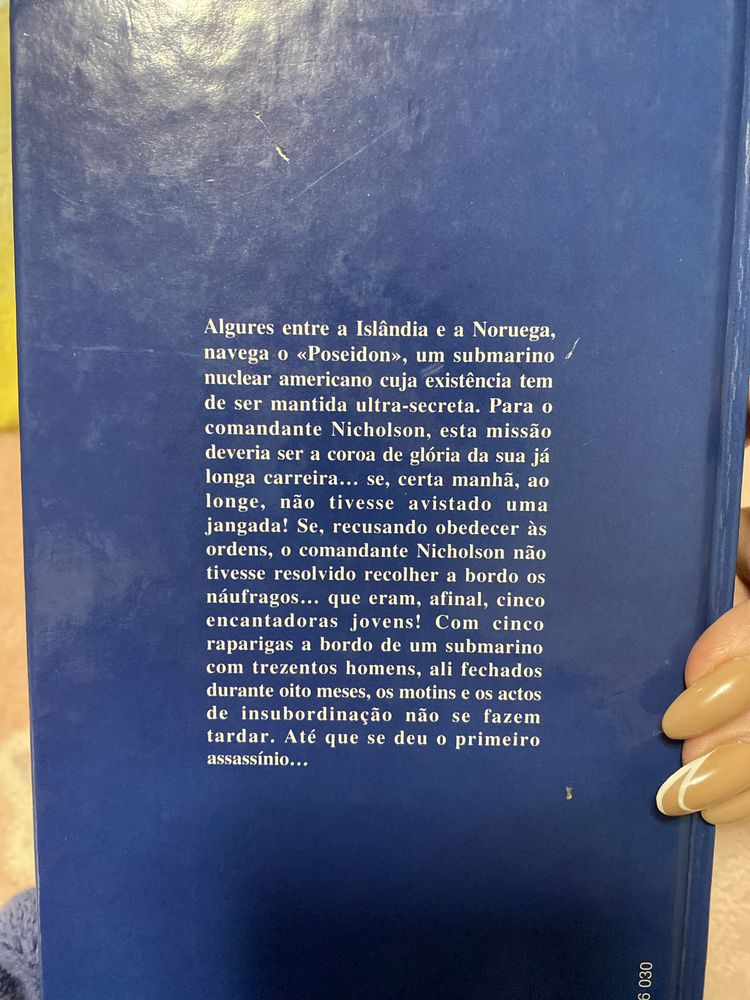 Algures entre a Islândia e a Noruega,
navega o «Poseidon», um submarino
nuclear americano cuja existência tem
de ser mantida ultra-secreta. Para o
comandante Nicholson, esta missão
deveria ser a coroa de glória da sua já
longa carreira... se, certa manhã, ao
longe, não tivesse avistado uma
jangada! Se, recusando obedecer às
ordens, o comandante Nicholson não
tivesse resolvido recolher a bordo os
náufragos... que eram, afinal, cinco
encantadoras jovens! Com cinco
raparigas a bordo de um submarino
com trezentos homens, ali fechados
durante oito meses, os motins e os actos
de insubordinação não se fazem
tardar. Até que se deu o primeiro
assassínio...
6 030